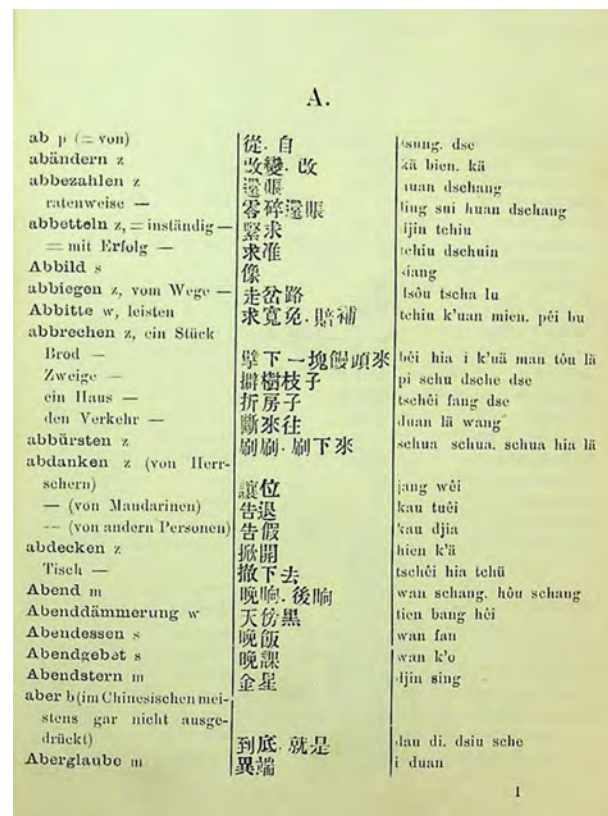 A.
ab p (= von) 從. 自 tsung. dse
abändern z 改變. 改 kä bien. kä
abbezahlen z 還賬 huan dschang
ratenweise — 零碎還賬 ling sui huan dschang
abbetteln z, = inständig — 緊求 djin tchiu
= mit Erfolg — 求准 tchiu dschuin
Abbild s 像 siang
abbiegen z, vom Wege — 走岔路 tsôu tscha lu
Abbitte w, leisten 求寬免. 賠補 tchiu k'uan mien. pêi bu
abbrechen z, ein Stück
Brod — 擘下一塊饅頭來 bêi hia i k'uä man tôu lä
Zweige — 擗樹枝子 pi schu dsche dse
ein Haus — 折房子 tschêi fang dse
den Verkehr — 斷來往 duan lä wang
abbürsten z 刷刷. 刷下來 schua schua. schua hia lä
abdanken z (von Herr-
schern) 讓位 jang wêi
— (von Mandarinen) 告退 kau tuêi
— (von andern Personen) 告假 kau djia
abdecken z 掀開 hien k'ä
Tisch — 撤下去 tschêi hia tchü
Abend m 晚晌. 後晌 wan schang. hôu schang
Abenddämmerung w 天傍黑 tien bang hêi
Abendessen s 晚飯 wan fan
Abendgebet s 晚課 wan k'o
Abendstern m 金星 djin sing
aber b (im Chinesischen mei-
stens gar nicht ausge-
drückt) 到底. 就是 dau di. dsiu sche
Aberglaube m 異端 i duan
1